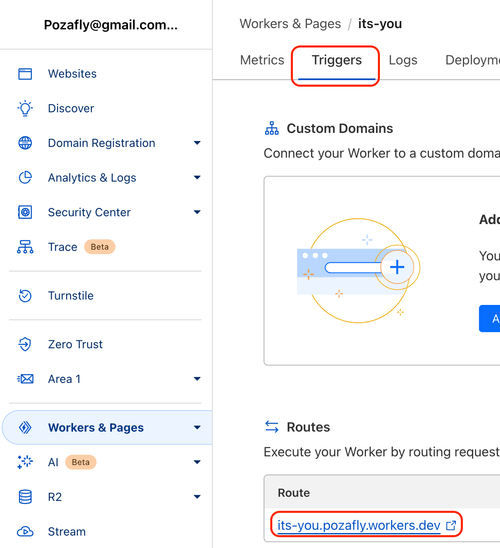 Pozafly@gmail.com...
Websites
Discover
Domain Registration
Analytics & Logs
Security Center
Trace Beta
Turnstile
Zero Trust
Area 1
Workers & Pages
AI Beta
R2
Stream
Workers & Pages / its-you
Metrics Triggers Logs Deployme
Custom Domains
Connect your Worker to a custom doma
Add
You
you
A
Routes
Execute your Worker by routing request
Route
its-you.pozafly.workers.dev